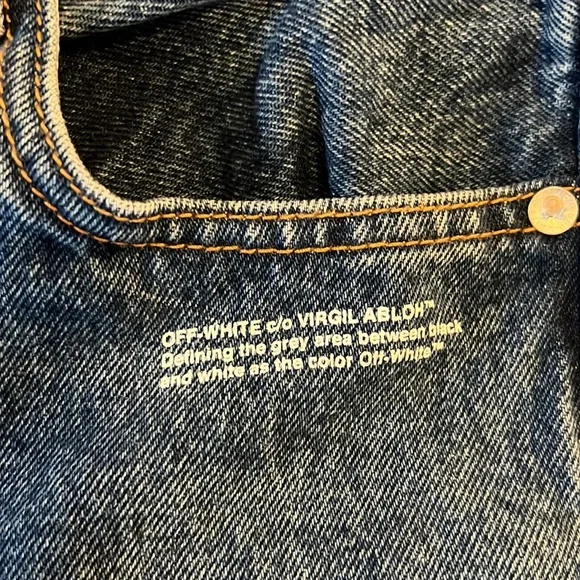 OFF-WHITE c/o VIRGIL ABLOH™
Defining the grey area between black
and white as the color Off-White™